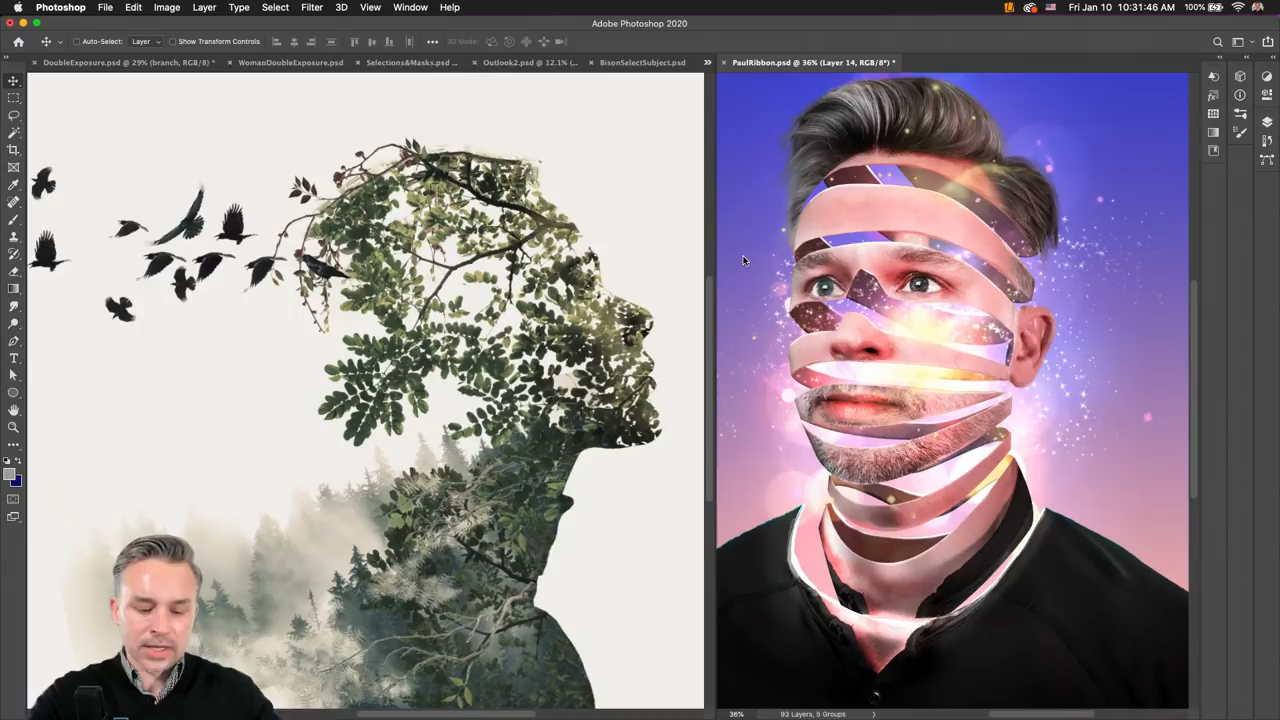 Photoshop File Edit Image Layer Type Select Filter 3D View Window Help 100% Fri Jan 10 10:31:46 AM
Adobe Photoshop 2020
Auto-Select: Layer Show Transform Controls 3D Mode:
DoubleExposure.psd @ 29% (branch, RGB/8) * WomanDoubleExposure.psd Selections&Masks.psd ... Outlook2.psd @ 12.1% (... BisonSelectSubject.psd PaulRibbon.psd @ 36% (Layer 14, RGB/8*) *
36% 93 Layers, 5 Groups